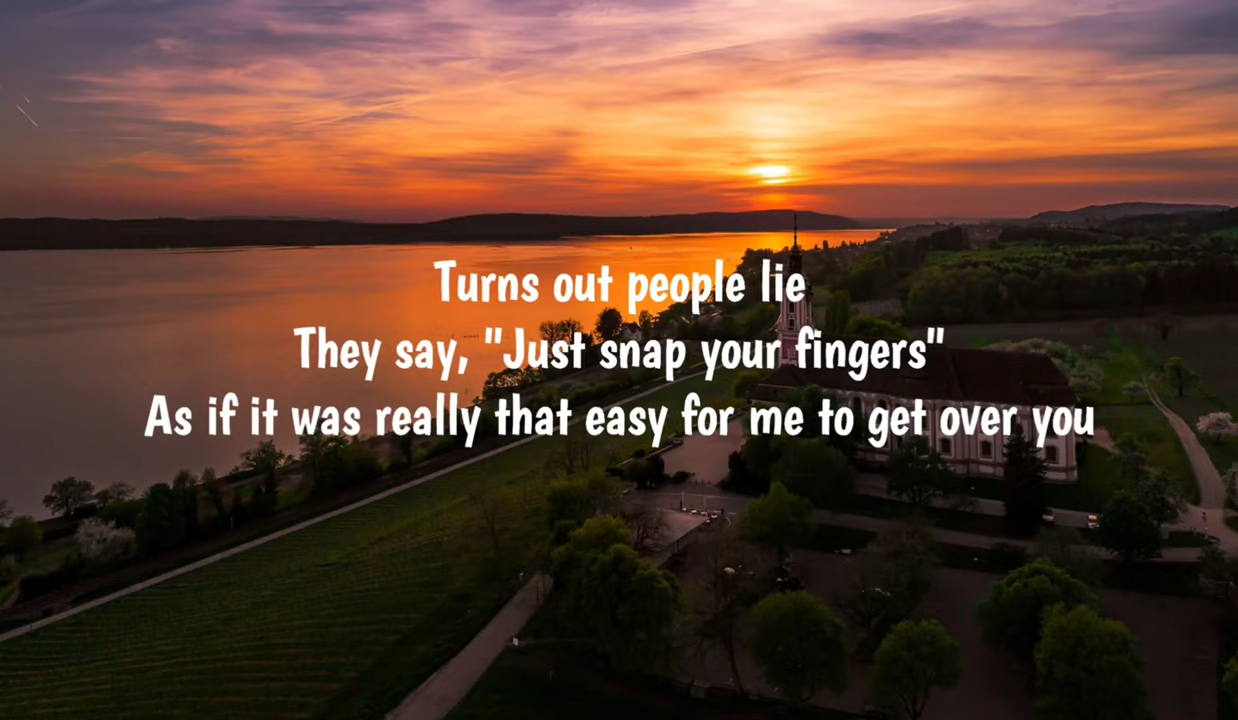 Turns out people lie
They say, "Just snap your fingers"
As if it was really that easy for me to get over you